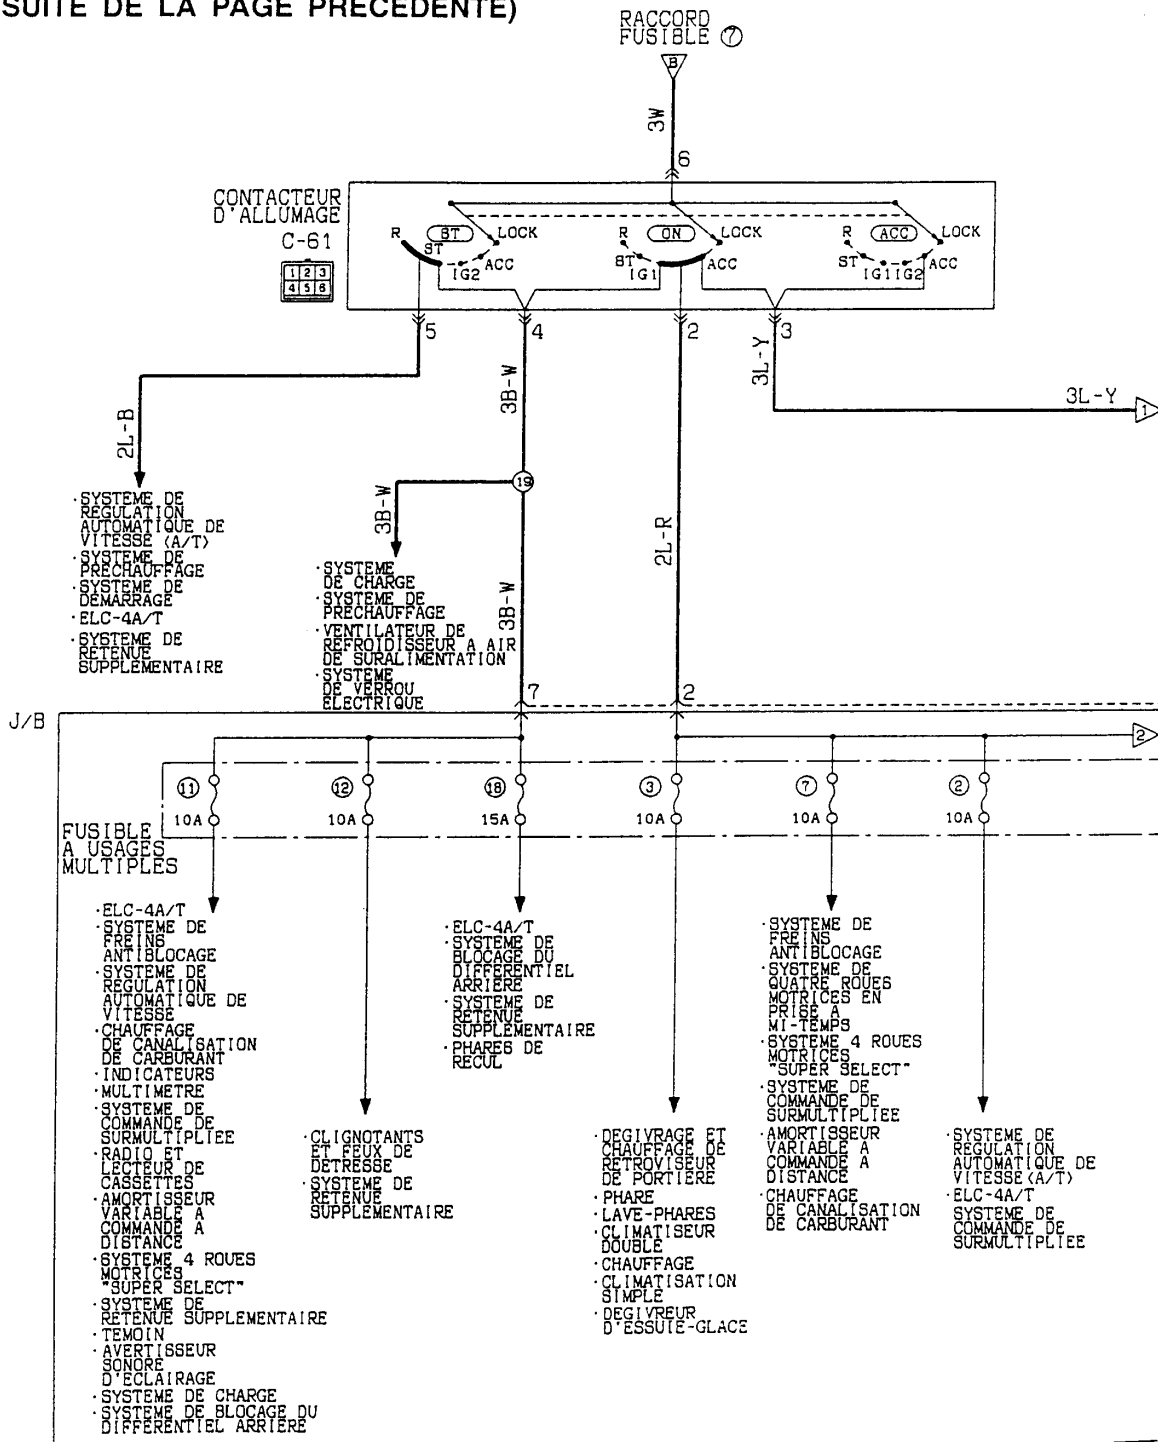 SUITE DE LA PAGE PRECEDENTE)
RACCORD
FUSIBLE ⑦
B
3W
6
CONTACTEUR
D'ALLUMAGE
C-61
1 2 3
4 5 6
R
ST
ST
IG2
ACC
LOCK
R
ST
ON
IG1
ACC
LOCK
R
ST
ACC
IG1IG2
ACC
LOCK
5
4
2
3
2L-B
3B-W
3L-Y
3L-Y
1
19
3B-W
3B-W
2L-R
·SYSTEME DE
REGULATION
AUTOMATIQUE DE
VITESSE (A/T)
·SYSTEME DE
PRECHAUFFAGE
·SYSTEME DE
DEMARRAGE
·ELC-4A/T
·SYSTEME DE
RETENUE
SUPPLEMENTAIRE
·SYSTEME
DE CHARGE
·SYSTEME DE
PRECHAUFFAGE
·VENTILATEUR DE
REFROIDISSEUR A AIR
DE SURALIMENTATION
·SYSTEME
DE VERROU
ELECTRIQUE
7
2
J/B
2
⑪
10A
⑫
10A
⑱
15A
③
10A
⑦
10A
②
10A
FUSIBLE
A USAGES
MULTIPLES
·ELC-4A/T
·SYSTEME DE
FREINS
ANTIBLOCAGE
·SYSTEME DE
REGULATION
AUTOMATIQUE DE
VITESSE
·CHAUFFAGE
DE CANALISATION
DE CARBURANT
·INDICATEURS
·MULTIMETRE
·SYSTEME DE
COMMANDE DE
SURMULTIPLIEE
·RADIO ET
LECTEUR DE
CASSETTES
·AMORTISSEUR
VARIABLE A
COMMANDE A
DISTANCE
·SYSTEME 4 ROUES
MOTRICES
"SUPER SELECT"
·SYSTEME DE
RETENUE SUPPLEMENTAIRE
·TEMOIN
·AVERTISSEUR
SONORE
D'ECLAIRAGE
·SYSTEME DE CHARGE
·SYSTEME DE BLOCAGE DU
DIFFERENTIEL ARRIERE
·CLIGNOTANTS
ET FEUX DE
DETRESSE
·SYSTEME DE
RETENUE
SUPPLEMENTAIRE
·ELC-4A/T
·SYSTEME DE
BLOCAGE DU
DIFFERENTIEL
ARRIERE
·SYSTEME DE
RETENUE
SUPPLEMENTAIRE
·PHARES DE
RECUL
·DEGIVRAGE ET
CHAUFFAGE DE
RETROVISEUR
DE PORTIERE
·PHARE
·LAVE-PHARES
·CLIMATISEUR
DOUBLE
·CHAUFFAGE
·CLIMATISATION
SIMPLE
·DEGIVREUR
D'ESSUIE-GLACE
·SYSTEME DE
FREINS
ANTIBLOCAGE
·SYSTEME DE
QUATRE ROUES
MOTRICES EN
PRISE A
MI-TEMPS
·SYSTEME 4 ROUES
MOTRICES
"SUPER SELECT"
·SYSTEME DE
COMMANDE DE
SURMULTIPLIEE
·AMORTISSEUR
VARIABLE A
COMMANDE A
DISTANCE
·CHAUFFAGE
DE CANALISATION
DE CARBURANT
·SYSTEME DE
REGULATION
AUTOMATIQUE DE
VITESSE(A/T)
·ELC-4A/T
SYSTEME DE
COMMANDE DE
SURMULTIPLIEE